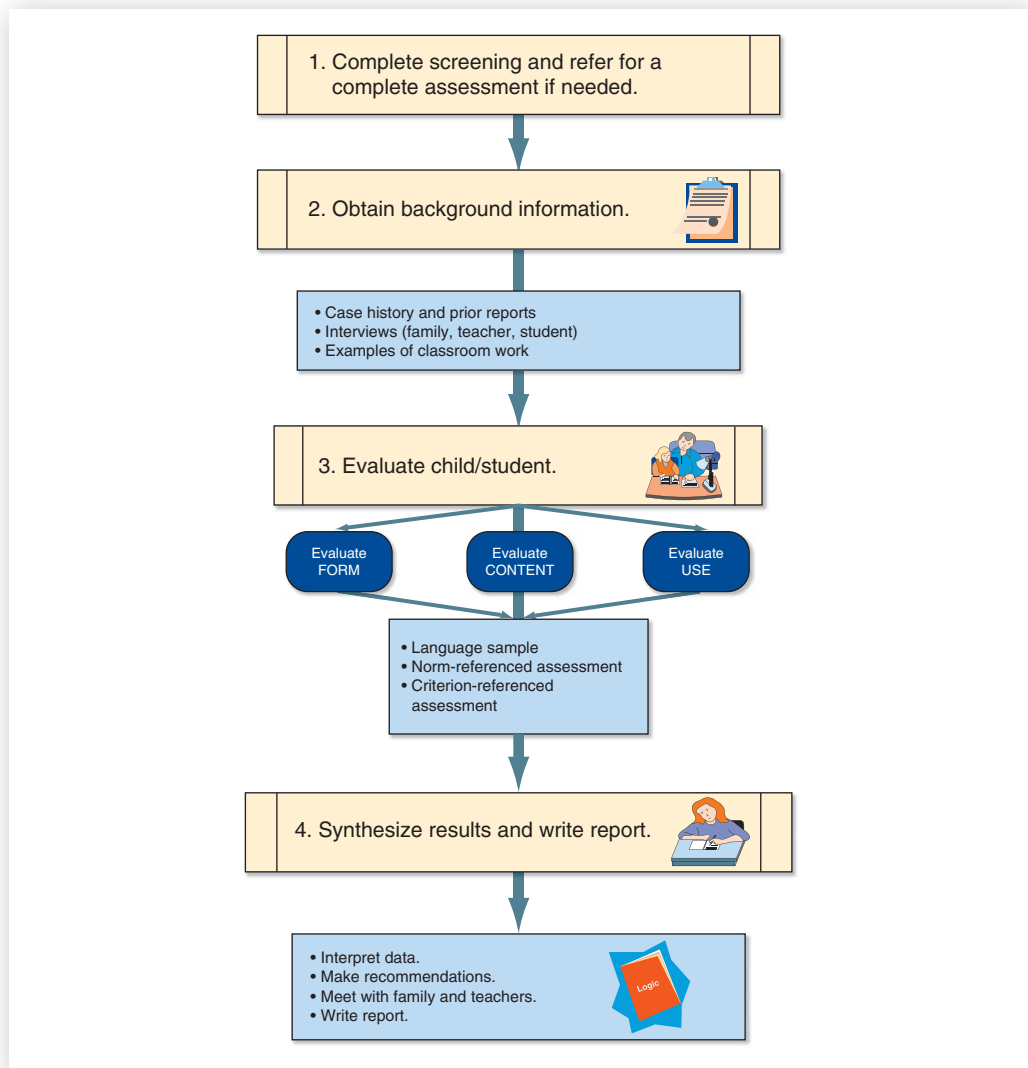 1. Complete screening and refer for a
complete assessment if needed.
2. Obtain background information.
• Case history and prior reports
• Interviews (family, teacher, student)
• Examples of classroom work
3. Evaluate child/student.
Evaluate
FORM
Evaluate
CONTENT
Evaluate
USE
• Language sample
• Norm-referenced assessment
• Criterion-referenced
assessment
4. Synthesize results and write report.
• Interpret data.
• Make recommendations.
• Meet with family and teachers.
• Write report.
Logic